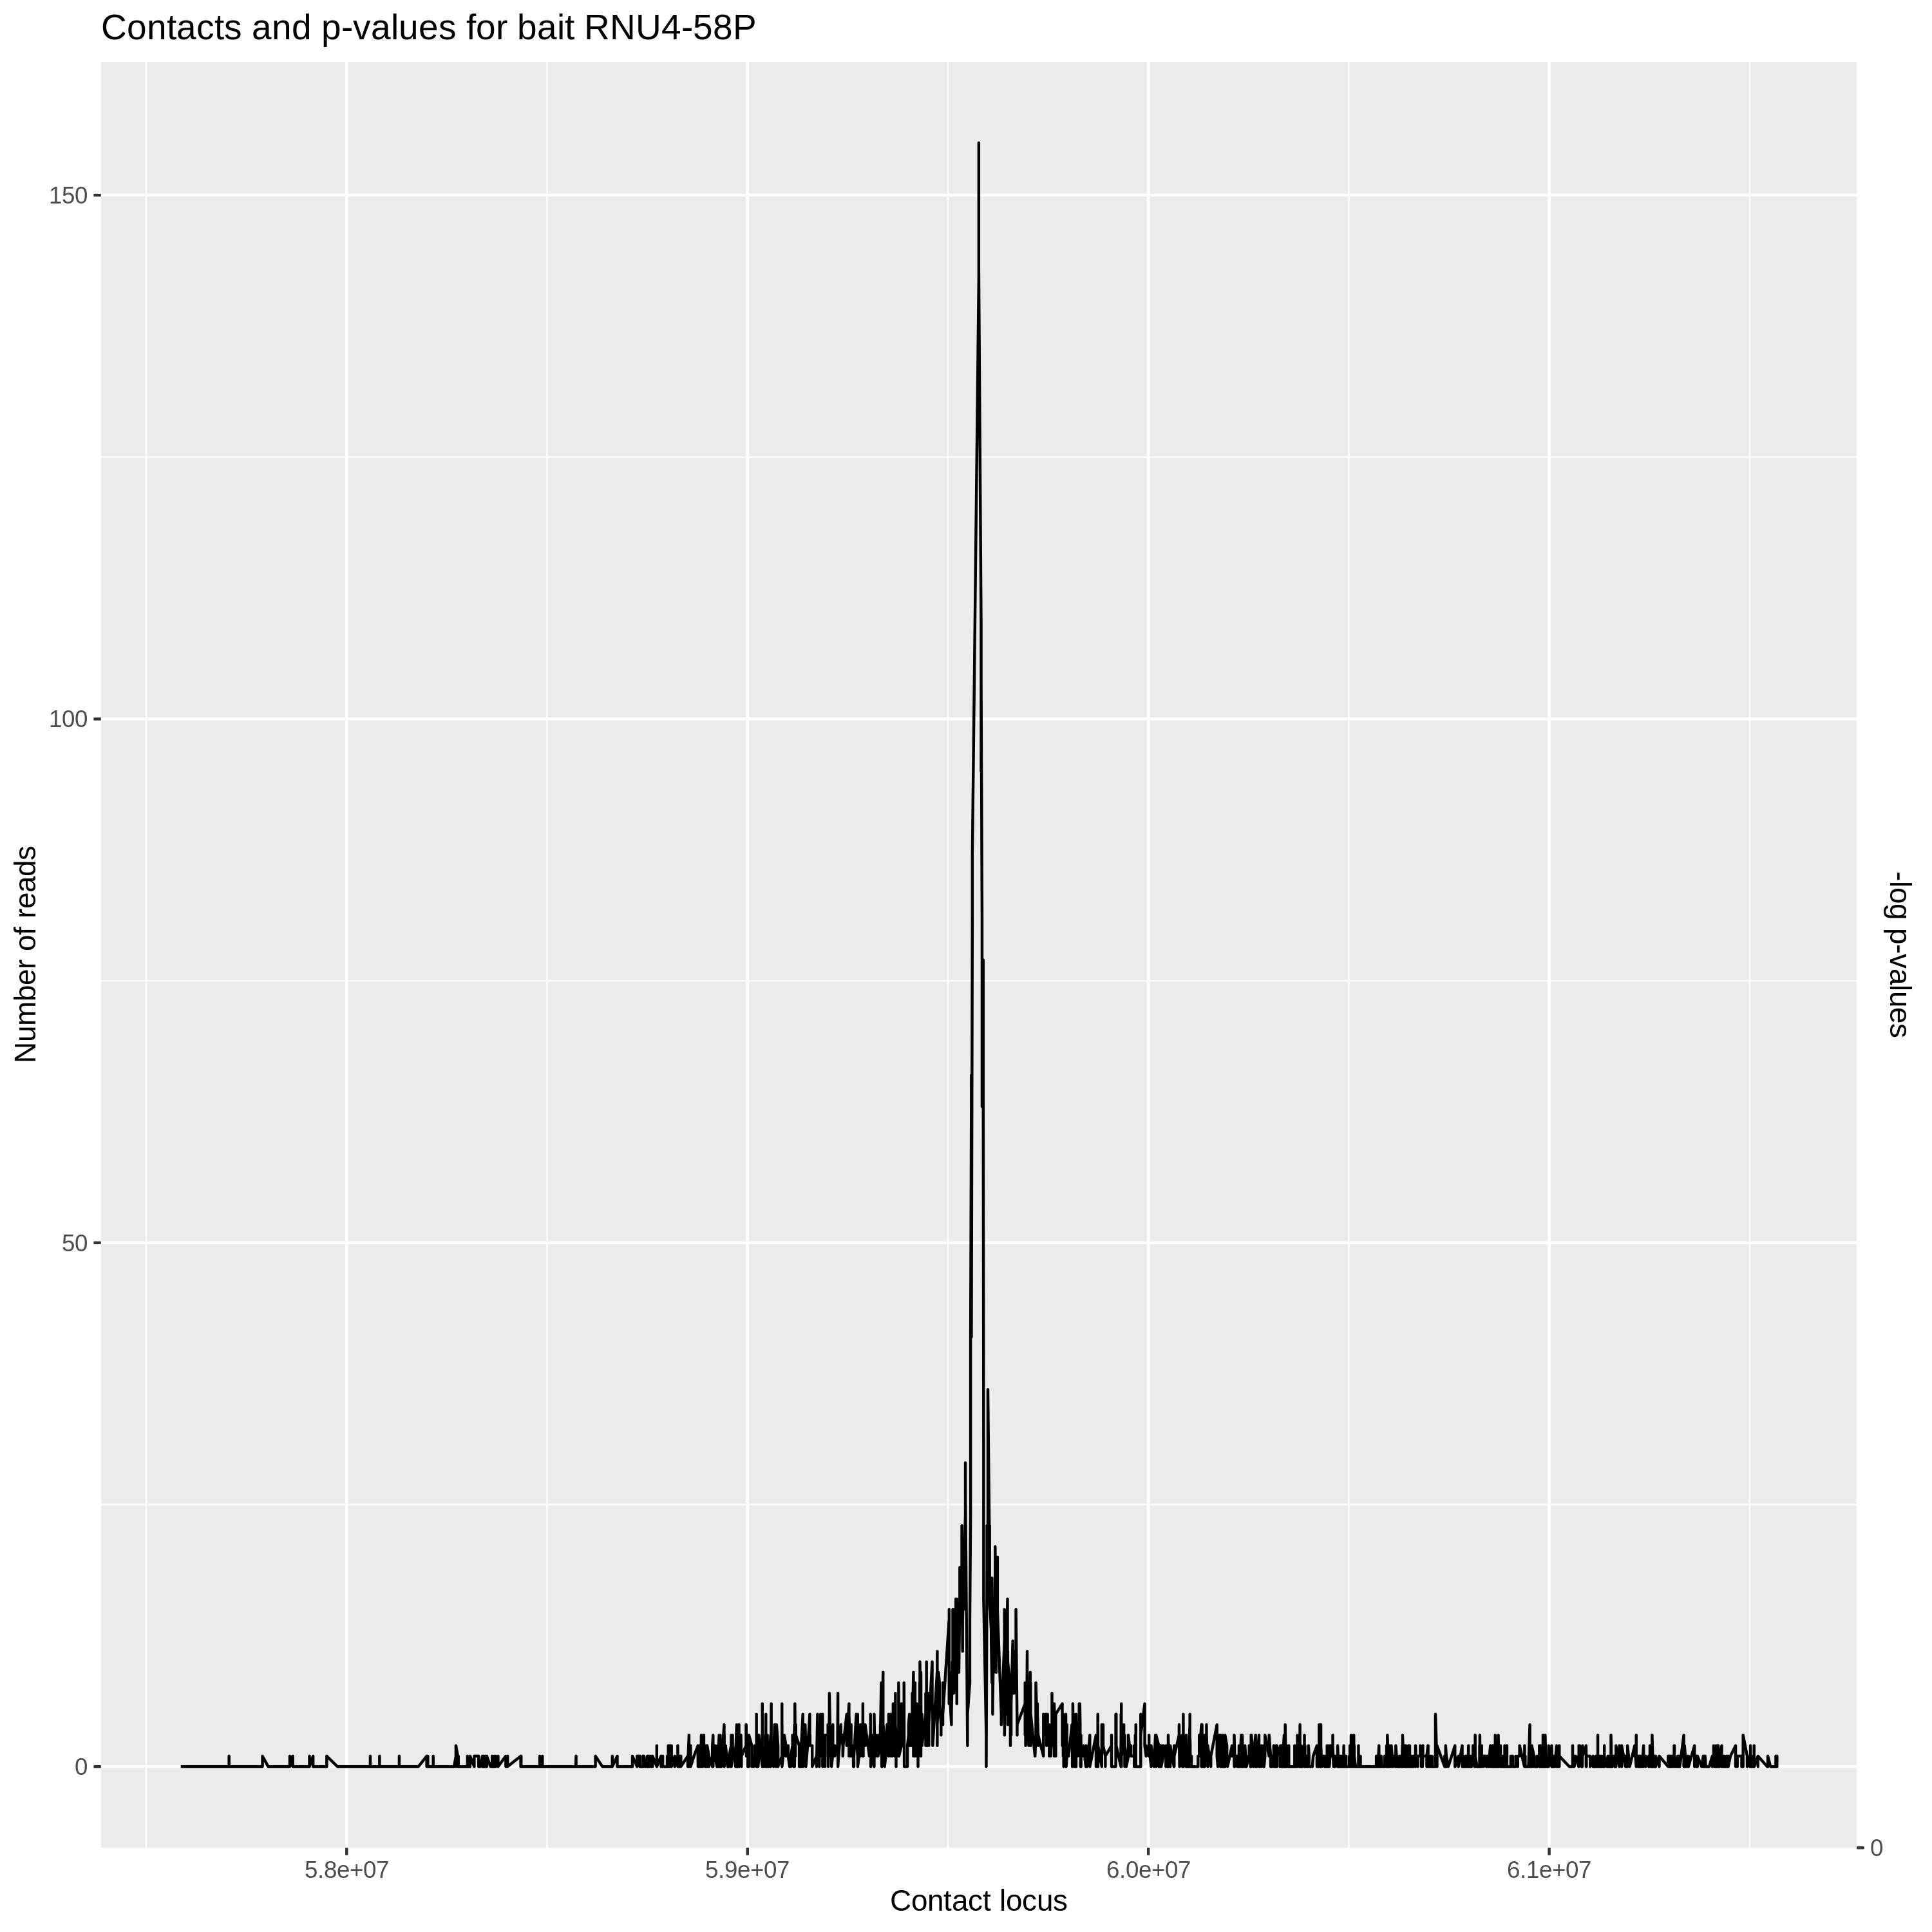 Contacts and p-values for bait RNU4-58P
150
100
50
0
Number of reads
-log p-values
0
5.8e+07
5.9e+07
6.0e+07
6.1e+07
Contact locus